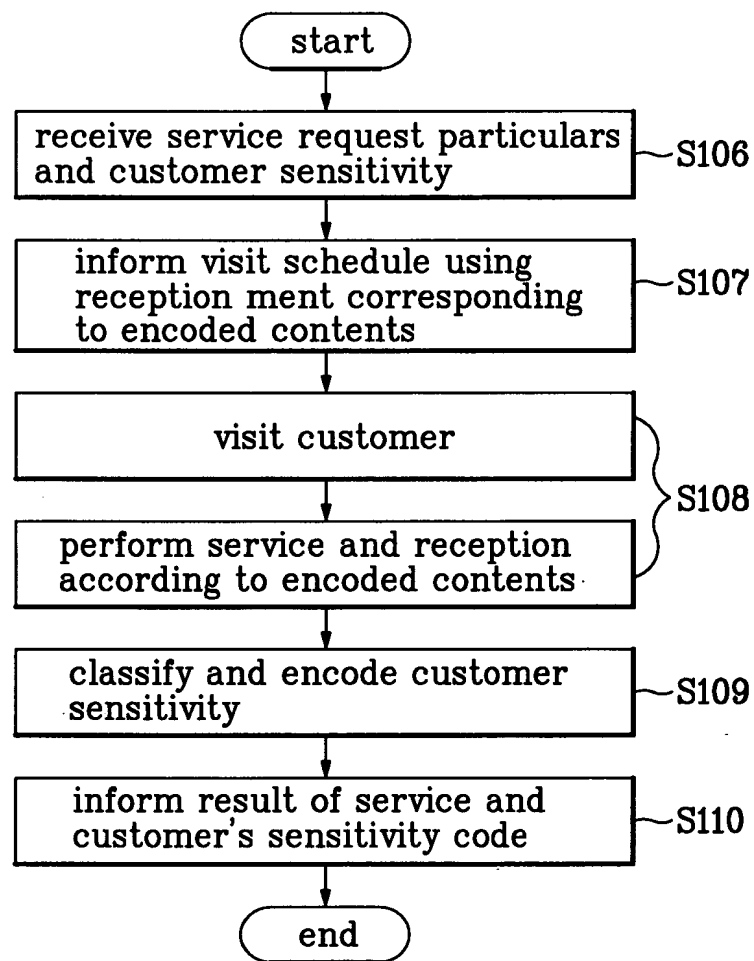 start
receive service request particulars
and customer sensitivity
S106
inform visit schedule using
reception ment corresponding
to encoded contents
S107
visit customer
S108
perform service and reception
according to encoded contents
classify and encode customer
sensitivity
S109
inform result of service and
customer's sensitivity code
S110
end